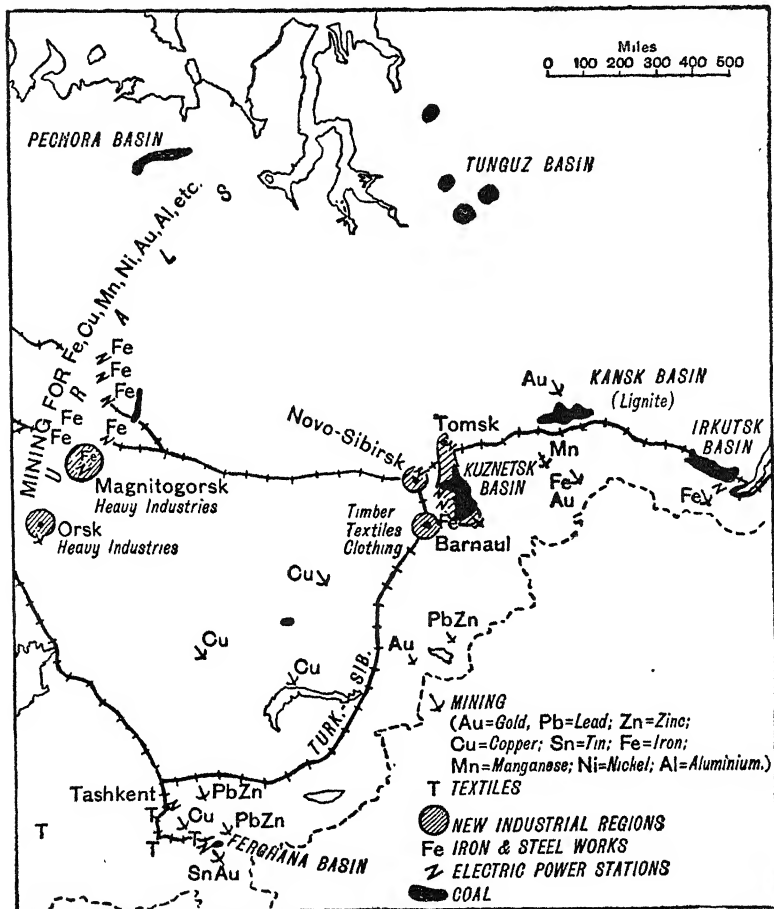 Miles
0 100 200 300 400 500
PECHORA BASIN
TUNGUZ BASIN
MINING FOR Fe, Cu, Mn, Ni, Au, Al, etc.
URALS
Fe
Fe
Fe
Fe
Fe
Fe
Fe
Magnitogorsk
Heavy Industries
Orsk
Heavy Industries
Novo-Sibirsk
Tomsk
KUZNETSK
BASIN
Timber
Textiles
Clothing
Fe
Barnaul
Au
KANSK BASIN
(Lignite)
Mn
Fe
Au
IRKUTSK
BASIN
Fe
Cu
Cu
Cu
TURK.-SIB.
Au
PbZn
Tashkent
PbZn
Cu
PbZn
T
T
T
T
FERGHANA BASIN
SnAu
MINING
(Au=Gold, Pb=Lead; Zn=Zinc;
Cu=Copper; Sn=Tin; Fe=Iron;
Mn=Manganese; Ni=Nickel; Al=Aluminium.)
T TEXTILES
NEW INDUSTRIAL REGIONS
Fe IRON & STEEL WORKS
ELECTRIC POWER STATIONS
COAL